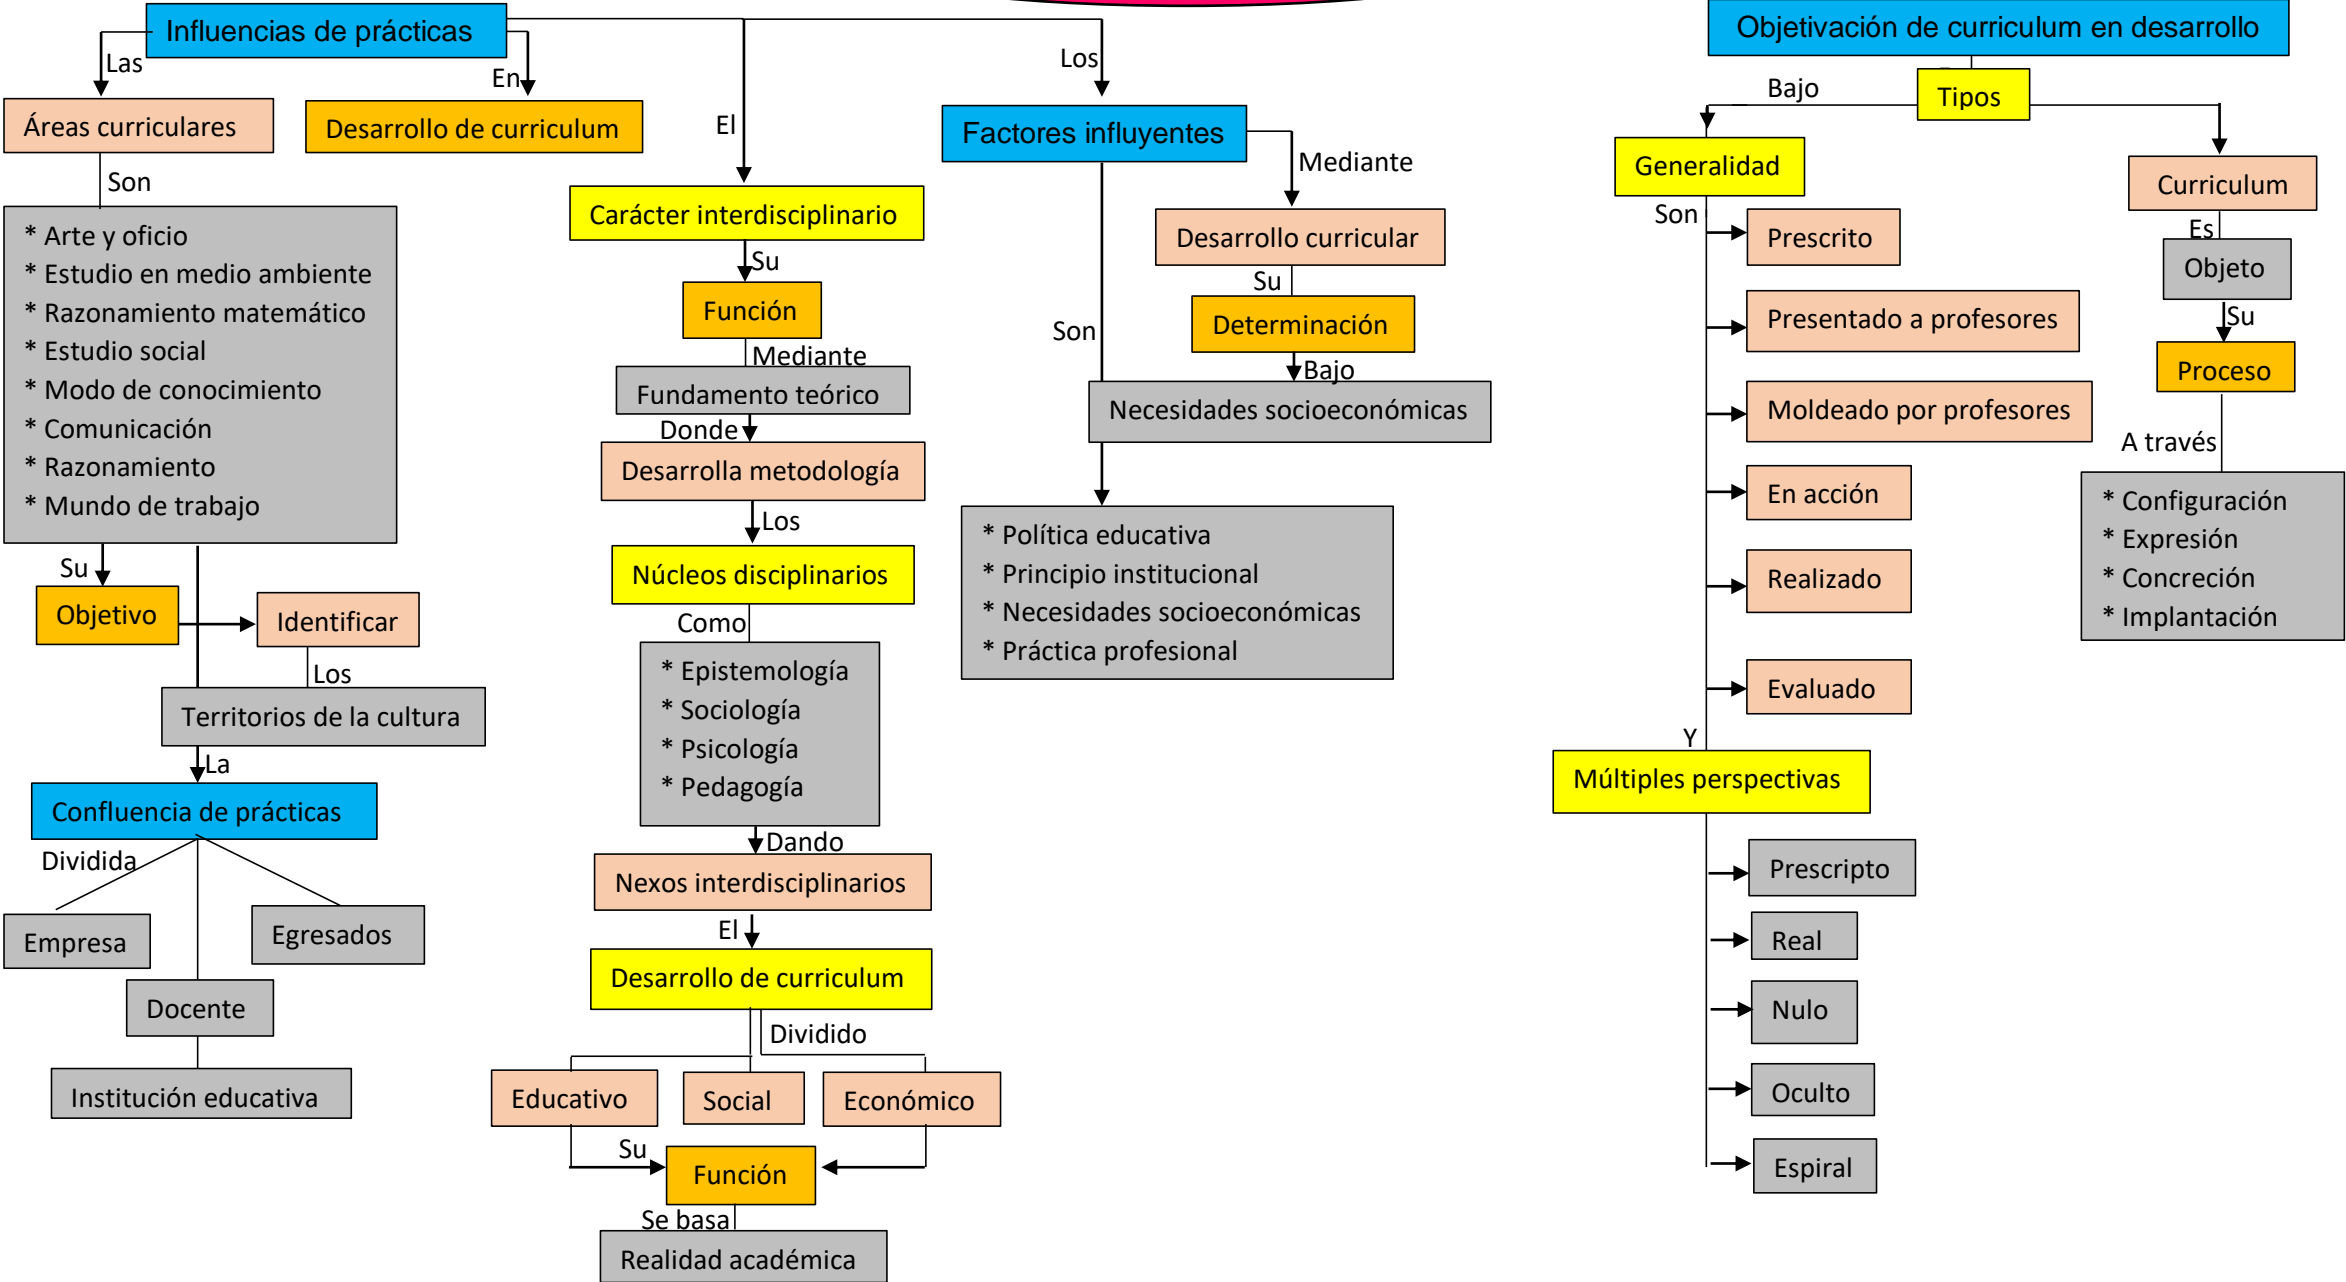 Influencias de prácticas
Las
En
Áreas curriculares
Desarrollo de curriculum
Son
* Arte y oficio
* Estudio en medio ambiente
* Razonamiento matemático
* Estudio social
* Modo de conocimiento
* Comunicación
* Razonamiento
* Mundo de trabajo
Su
Objetivo
Identificar
Los
Territorios de la cultura
La
Confluencia de prácticas
Dividida
Empresa
Egresados
Docente
Institución educativa
El
Carácter interdisciplinario
Su
Función
Mediante
Fundamento teórico
Donde
Desarrolla metodología
Los
Núcleos disciplinarios
Como
* Epistemología
* Sociología
* Psicología
* Pedagogía
Dando
Nexos interdisciplinarios
El
Desarrollo de curriculum
Dividido
Educativo
Social
Económico
Su
Función
Se basa
Realidad académica
Los
Factores influyentes
Mediante
Desarrollo curricular
Su
Determinación
Bajo
Necesidades socioeconómicas
Son
* Política educativa
* Principio institucional
* Necesidades socioeconómicas
* Práctica profesional
Objetivación de curriculum en desarrollo
Tipos
Bajo
Generalidad
Son
Prescrito
Presentado a profesores
Moldeado por profesores
En acción
Realizado
Evaluado
Y
Múltiples perspectivas
Prescripto
Real
Nulo
Oculto
Espiral
Curriculum
Es
Objeto
Su
Proceso
A través
* Configuración
* Expresión
* Concreción
* Implantación